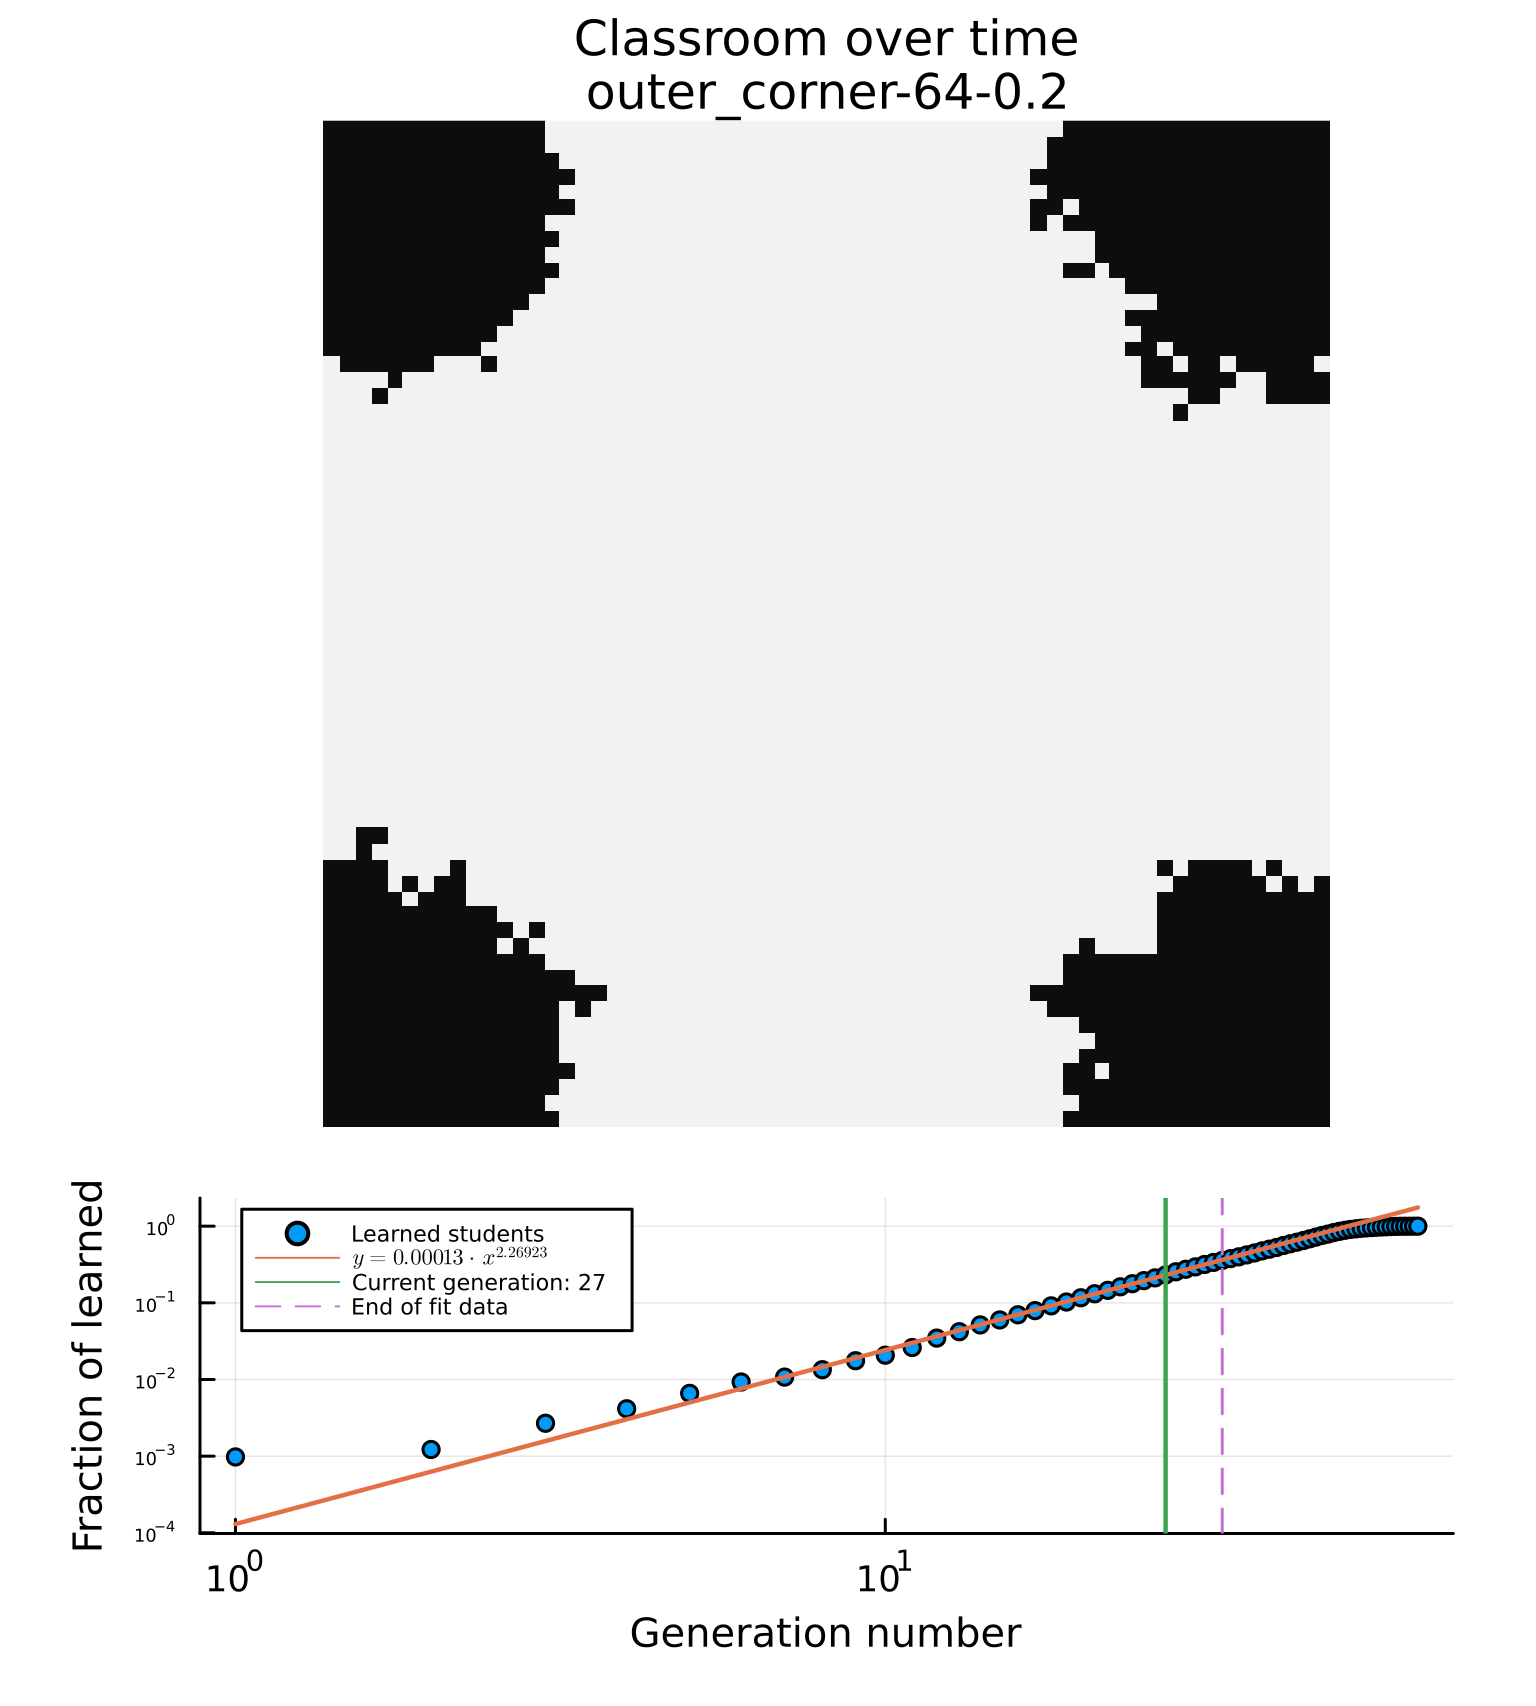 Classroom over time
outer_corner-64-0.2
Fraction of learned
10^0
10^−1
10^−2
10^−3
10^−4
Learned students
y = 0.00013 · x^2.26923
Current generation: 27
End of fit data
10^0
10^1
Generation number